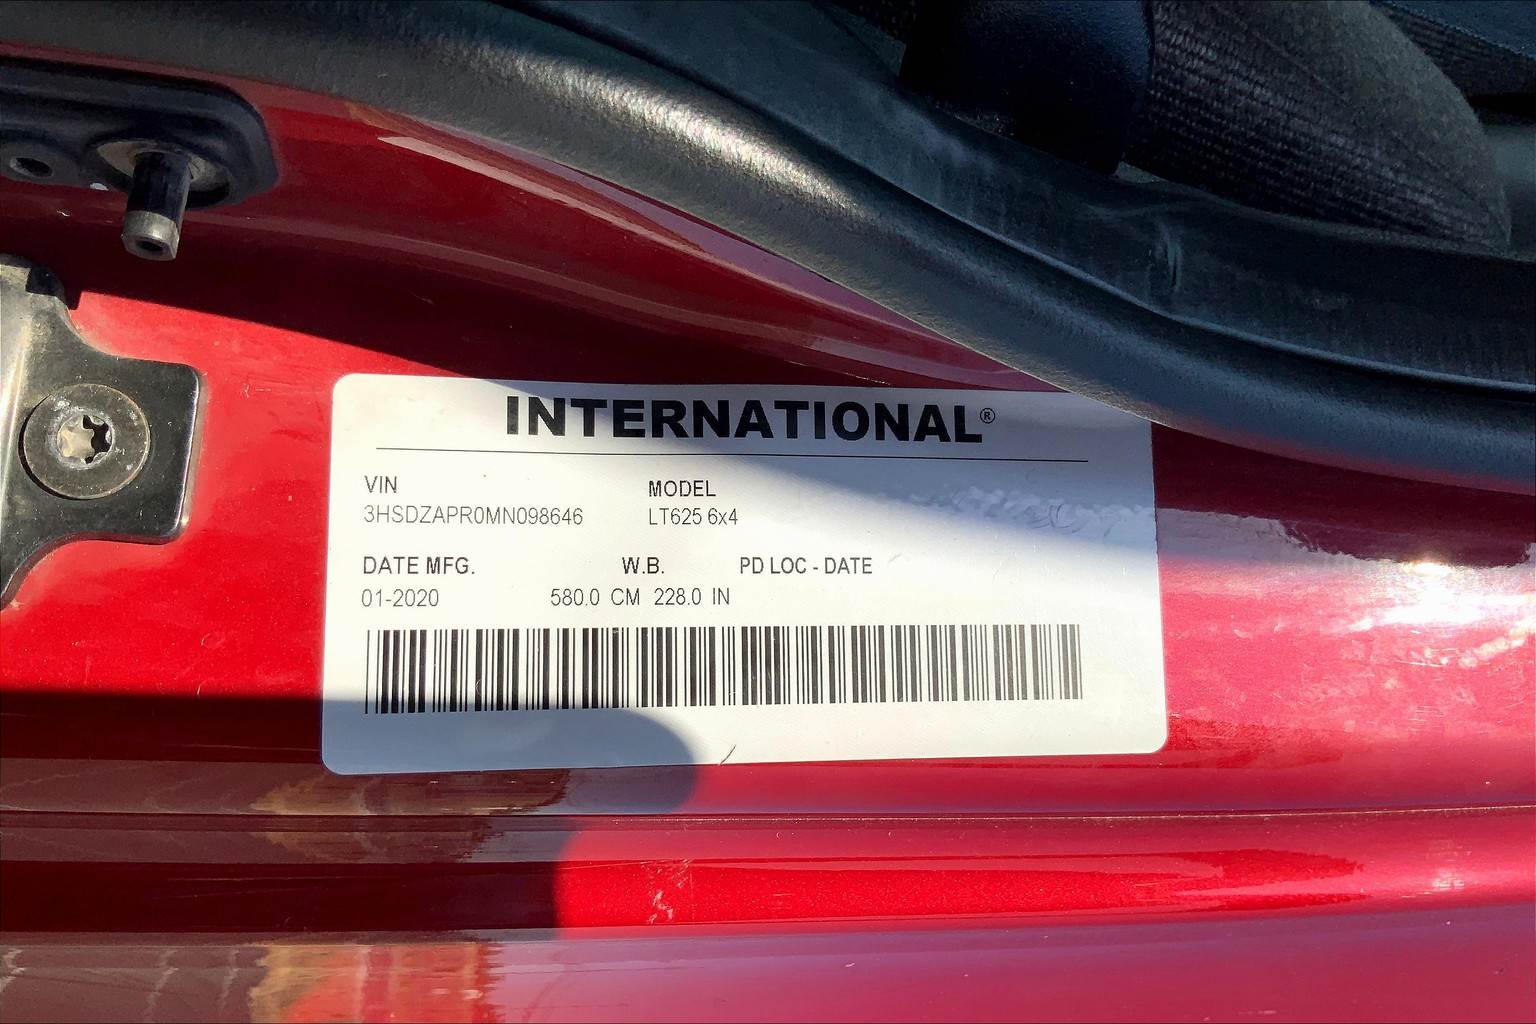 INTERNATIONAL®
VIN MODEL
3HSDZAPR0MN098646 LT625 6x4
DATE MFG. W.B. PD LOC - DATE
01-2020 580.0 CM 228.0 IN